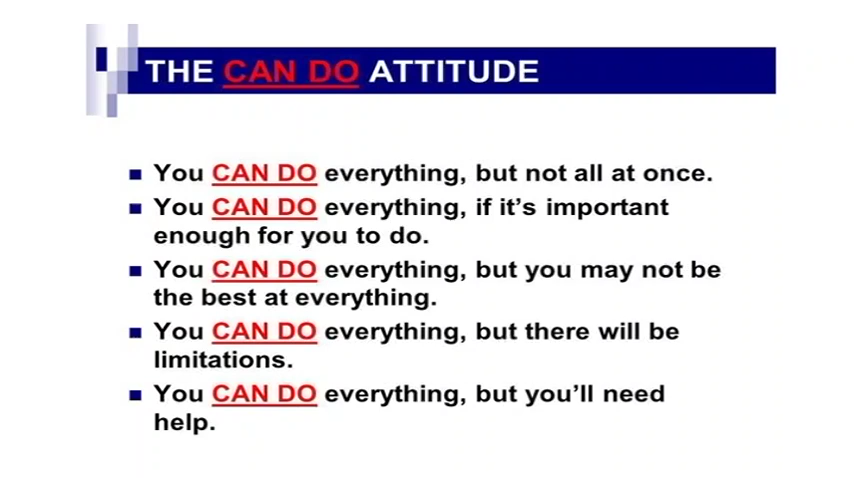 THE CAN DO ATTITUDE
You CAN DO everything, but not all at once.
You CAN DO everything, if it’s important
enough for you to do.
You CAN DO everything, but you may not be
the best at everything.
You CAN DO everything, but there will be
limitations.
You CAN DO everything, but you’ll need
help.